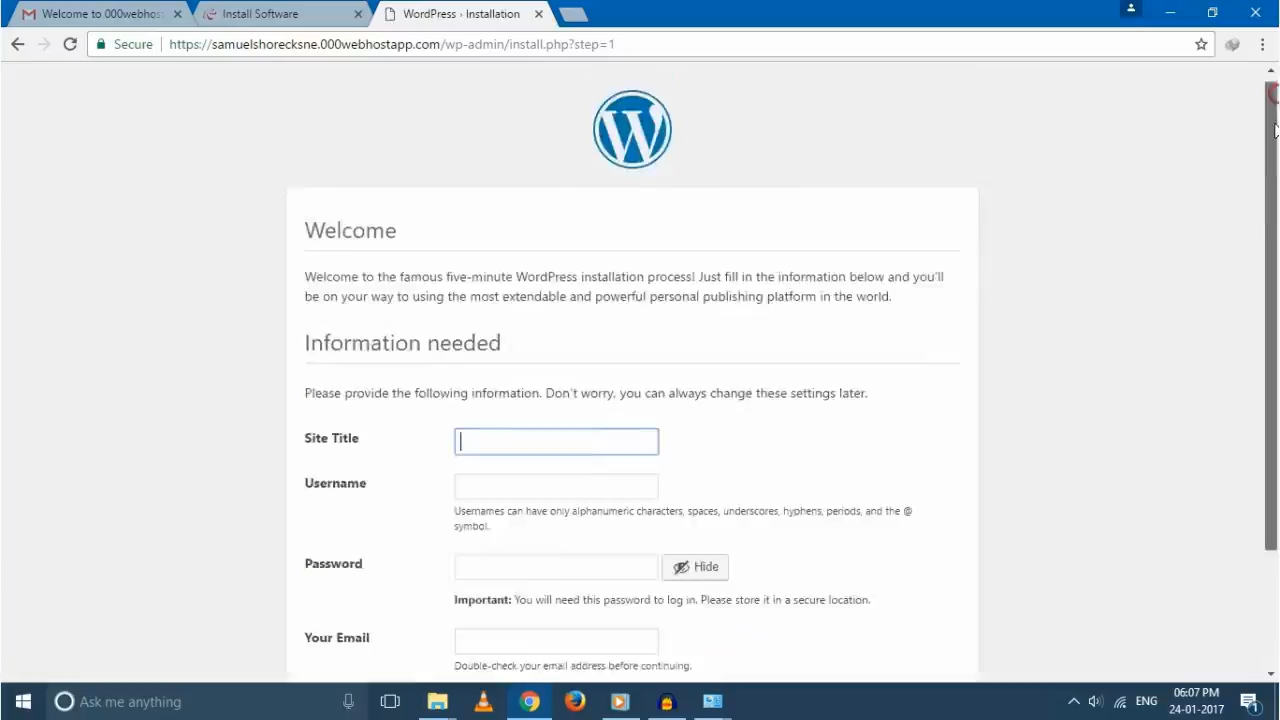 Welcome to 000webhos
Install Software
WordPress › Installation
Secure
https://samuelshorecksne.000webhostapp.com/wp-admin/install.php?step=1
Welcome
Welcome to the famous five-minute WordPress installation process! Just fill in the information below and you'll
be on your way to using the most extendable and powerful personal publishing platform in the world.
Information needed
Please provide the following information. Don't worry, you can always change these settings later.
Site Title
Username
Usernames can have only alphanumeric characters, spaces, underscores, hyphens, periods, and the @
symbol.
Password
Hide
Important: You will need this password to log in. Please store it in a secure location.
Your Email
Double-check your email address before continuing.
Ask me anything
ENG
06:07 PM
24-01-2017
1